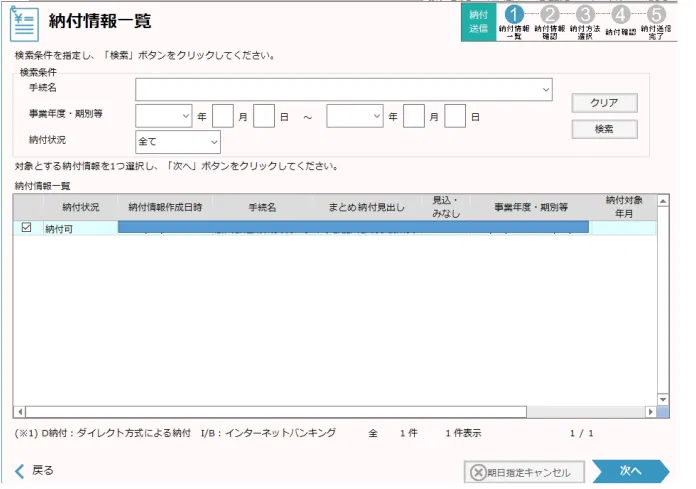 納付情報一覧
納付
送信
1 2 3 4 5
納付情報
一覧
納付情報
確認
納付方法
選択
納付確認
納付送信
完了
検索条件を指定し、「検索」ボタンをクリックしてください。
検索条件
手続名
クリア
事業年度・期別等 年 月 日 ～ 年 月 日
検索
納付状況 全て
対象とする納付情報を1つ選択し、「次へ」ボタンをクリックしてください。
納付情報一覧
納付状況 納付情報作成日時 手続名 まとめ納付見出し 見込・みなし 事業年度・期別等 納付対象年月
納付可
(※1) D納付：ダイレクト方式による納付 I/B：インターネットバンキング 全 1件 1件表示 1 / 1
戻る 期日指定キャンセル 次へ